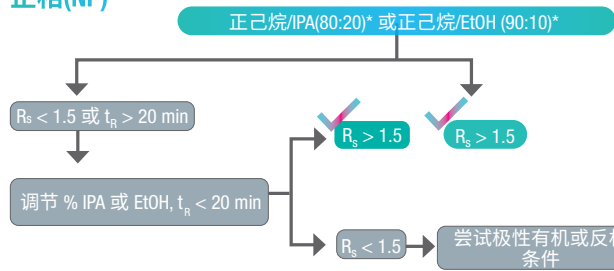 正相(NP)
正己烷/IPA(80:20)* 或正己烷/EtOH (90:10)*
Rs < 1.5 或 tR > 20 min
Rs > 1.5
Rs > 1.5
调节 % IPA 或 EtOH, tR < 20 min
Rs < 1.5
尝试极性有机或反相
条件